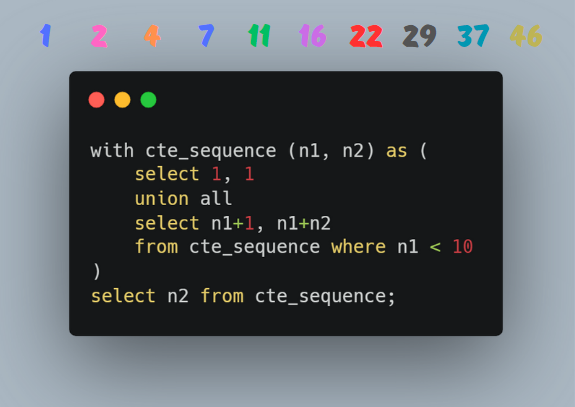 1 2 4 7 11 16 22 29 37 46
with cte_sequence (n1, n2) as (
    select 1, 1
    union all
    select n1+1, n1+n2
    from cte_sequence where n1 < 10
)
select n2 from cte_sequence;